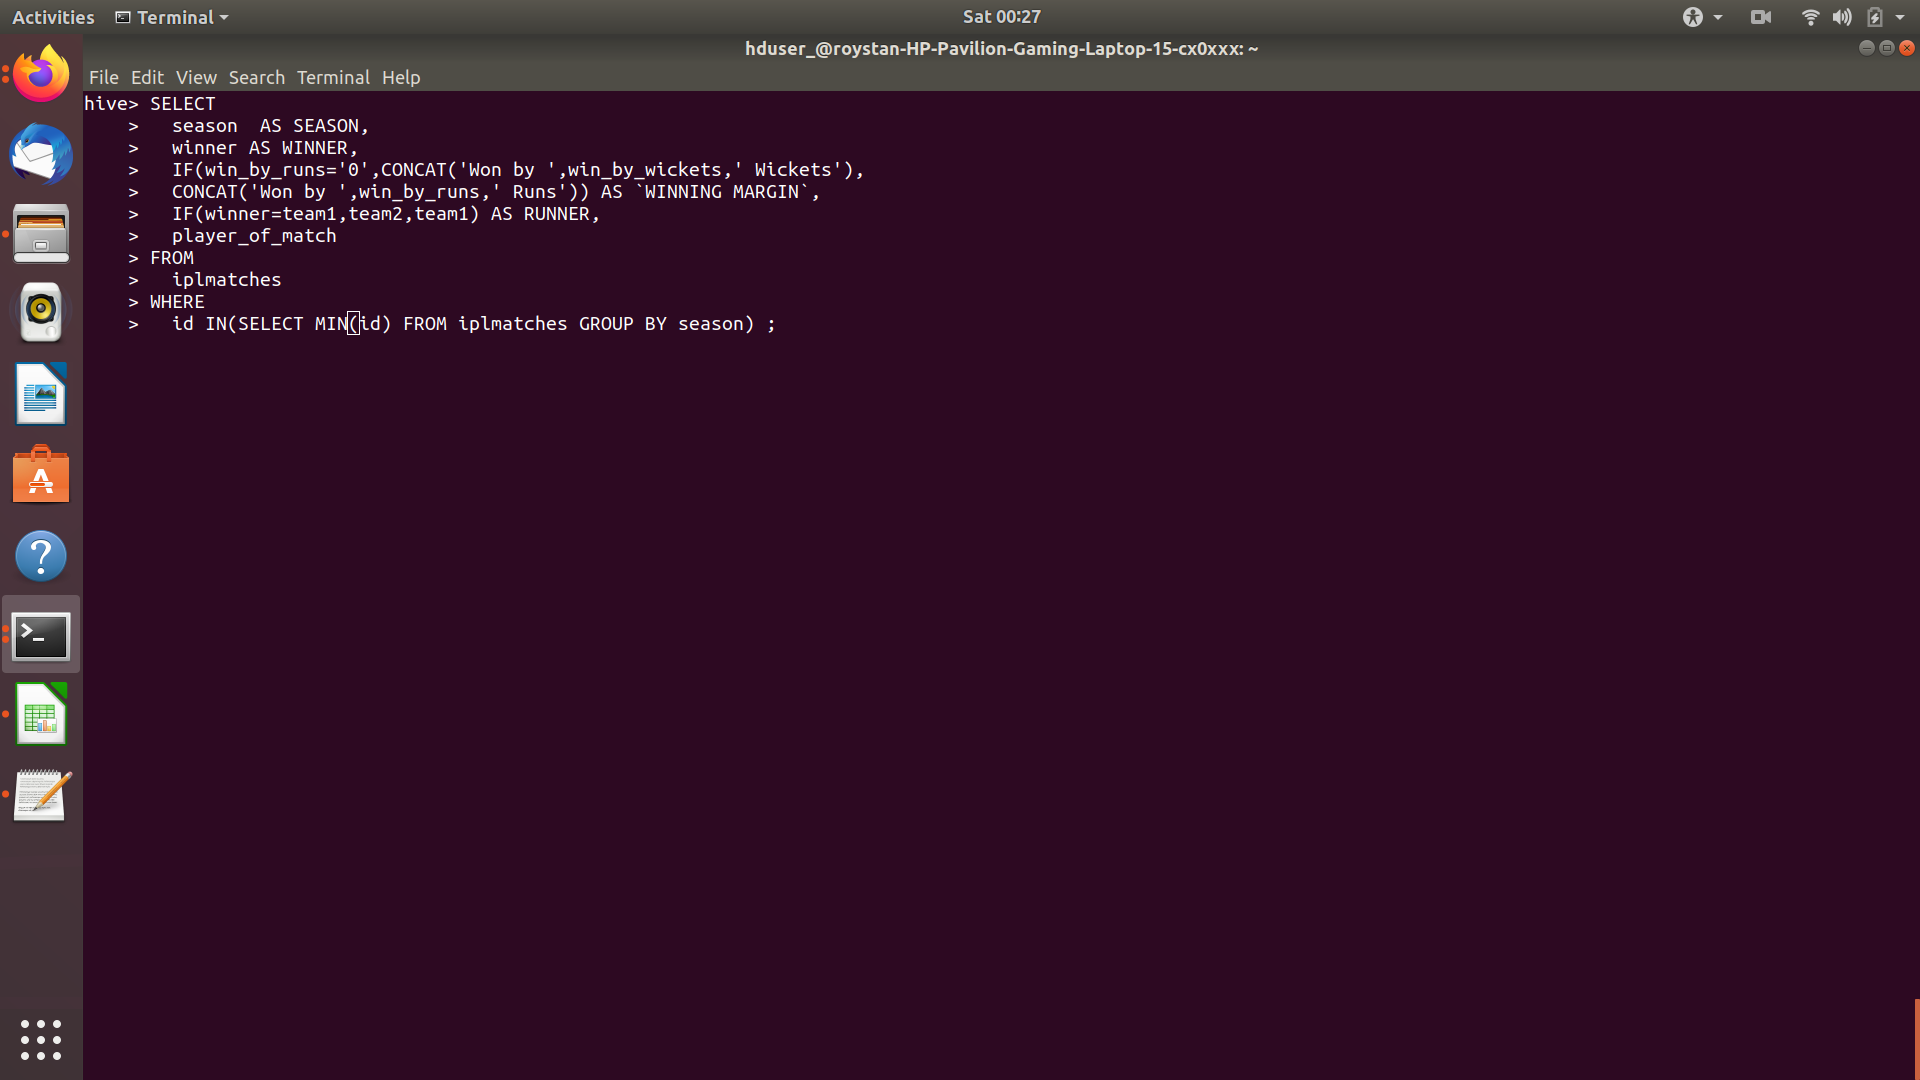 Activities Terminal Sat 00:27
hduser_@roystan-HP-Pavilion-Gaming-Laptop-15-cx0xxx: ~
File Edit View Search Terminal Help
hive> SELECT
    >   season  AS SEASON,
    >   winner AS WINNER,
    >   IF(win_by_runs='0',CONCAT('Won by ',win_by_wickets,' Wickets'),
    >   CONCAT('Won by ',win_by_runs,' Runs')) AS `WINNING MARGIN`,
    >   IF(winner=team1,team2,team1) AS RUNNER,
    >   player_of_match
    > FROM
    >   iplmatches
    > WHERE
    >   id IN(SELECT MIN(id) FROM iplmatches GROUP BY season) ;